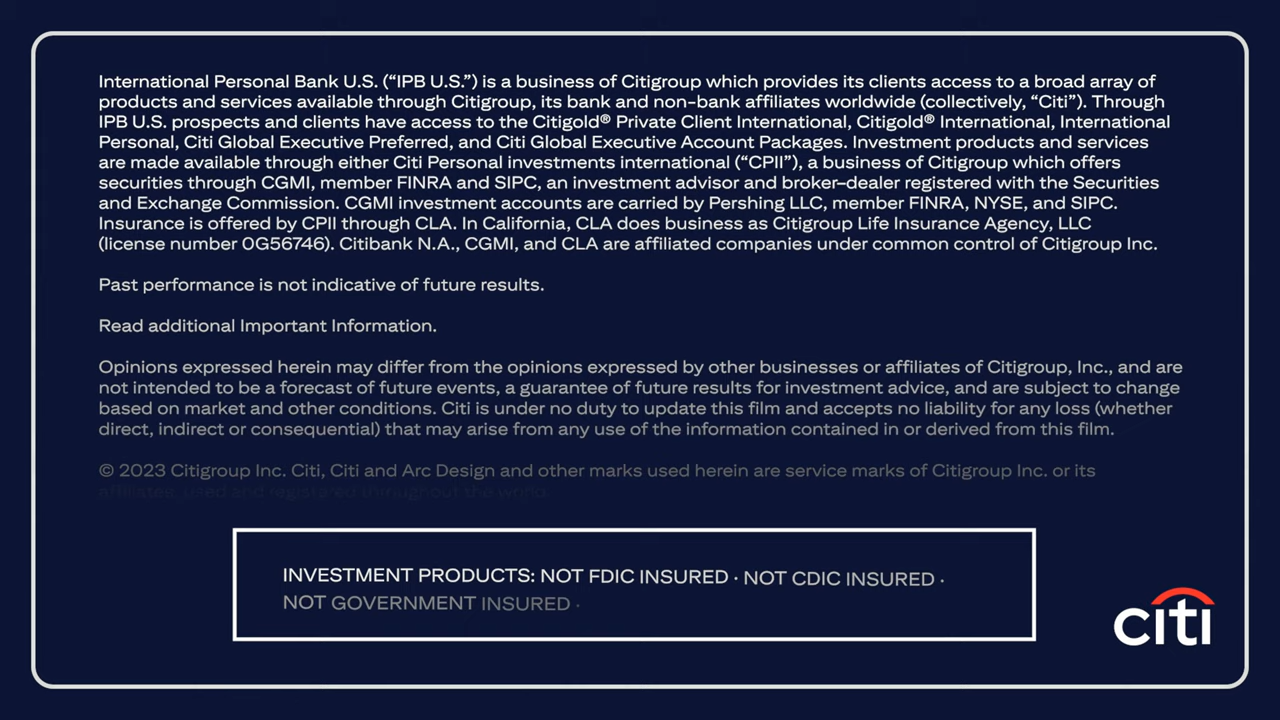 International Personal Bank U.S. (“IPB U.S.”) is a business of Citigroup which provides its clients access to a broad array of
products and services available through Citigroup, its bank and non-bank affiliates worldwide (collectively, “Citi”). Through
IPB U.S. prospects and clients have access to the Citigold® Private Client International, Citigold® International, International
Personal, Citi Global Executive Preferred, and Citi Global Executive Account Packages. Investment products and services
are made available through either Citi Personal investments international (“CPII”), a business of Citigroup which offers
securities through CGMI, member FINRA and SIPC, an investment advisor and broker-dealer registered with the Securities
and Exchange Commission. CGMI investment accounts are carried by Pershing LLC, member FINRA, NYSE, and SIPC.
Insurance is offered by CPII through CLA. In California, CLA does business as Citigroup Life Insurance Agency, LLC
(license number 0G56746). Citibank N.A., CGMI, and CLA are affiliated companies under common control of Citigroup Inc.
Past performance is not indicative of future results.
Read additional Important Information.
Opinions expressed herein may differ from the opinions expressed by other businesses or affiliates of Citigroup, Inc., and are
not intended to be a forecast of future events, a guarantee of future results for investment advice, and are subject to change
based on market and other conditions. Citi is under no duty to update this film and accepts no liability for any loss (whether
direct, indirect or consequential) that may arise from any use of the information contained in or derived from this film.
© 2023 Citigroup Inc. Citi, Citi and Arc Design and other marks used herein are service marks of Citigroup Inc. or its
affiliates, used and registered throughout the world.
INVESTMENT PRODUCTS: NOT FDIC INSURED · NOT CDIC INSURED ·
NOT GOVERNMENT INSURED ·
citi